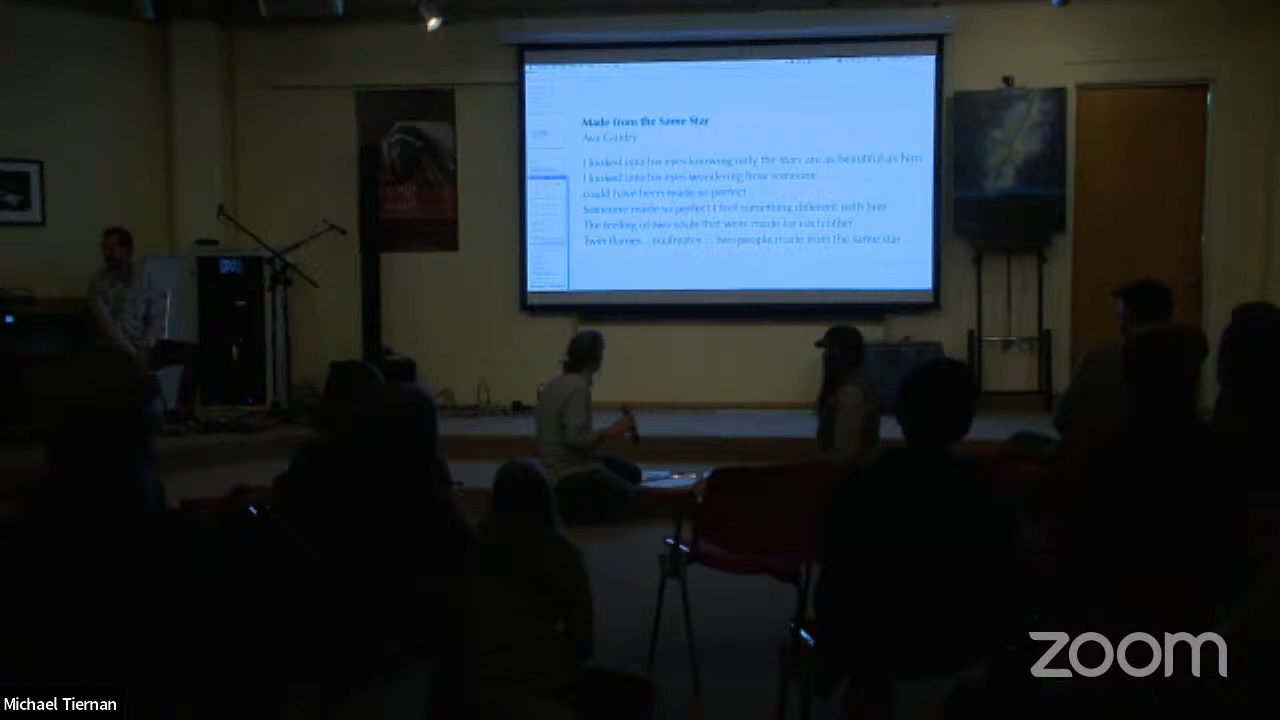 Made from the Same Star
I looked into his eyes knowing only the stars are as beautiful as him
I looked into his eyes wondering how someone
could have been made so perfect
Someone made so perfect I feel something different with him
The feeling of two souls that were made for each other
Twin flames... soulmates... two people made from the same star
zoom
Michael Tiernan